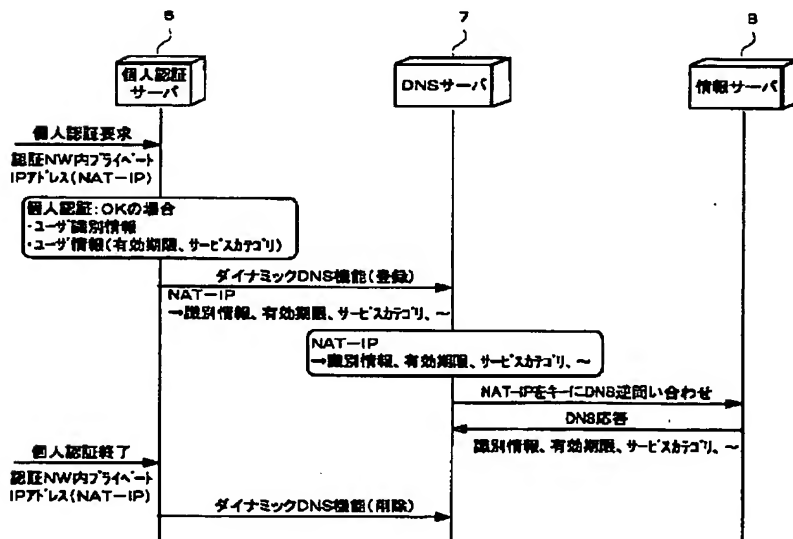 6
7
8
個人認証
サーバ
DNSサーバ
情報サーバ
個人認証要求
認証NW内プライベート
IPアドレス(NAT-IP)
個人認証:OKの場合
・ユーザ識別情報
・ユーザ情報(有効期限、サービスカテゴリ)
ダイナミックDNS機能(登録)
NAT-IP
→識別情報、有効期限、サービスカテゴリ、～
NAT-IP
→識別情報、有効期限、サービスカテゴリ、～
NAT-IPをキーにDNS逆問い合わせ
DNS応答
識別情報、有効期限、サービスカテゴリ、～
個人認証終了
認証NW内プライベート
IPアドレス(NAT-IP)
ダイナミックDNS機能(削除)